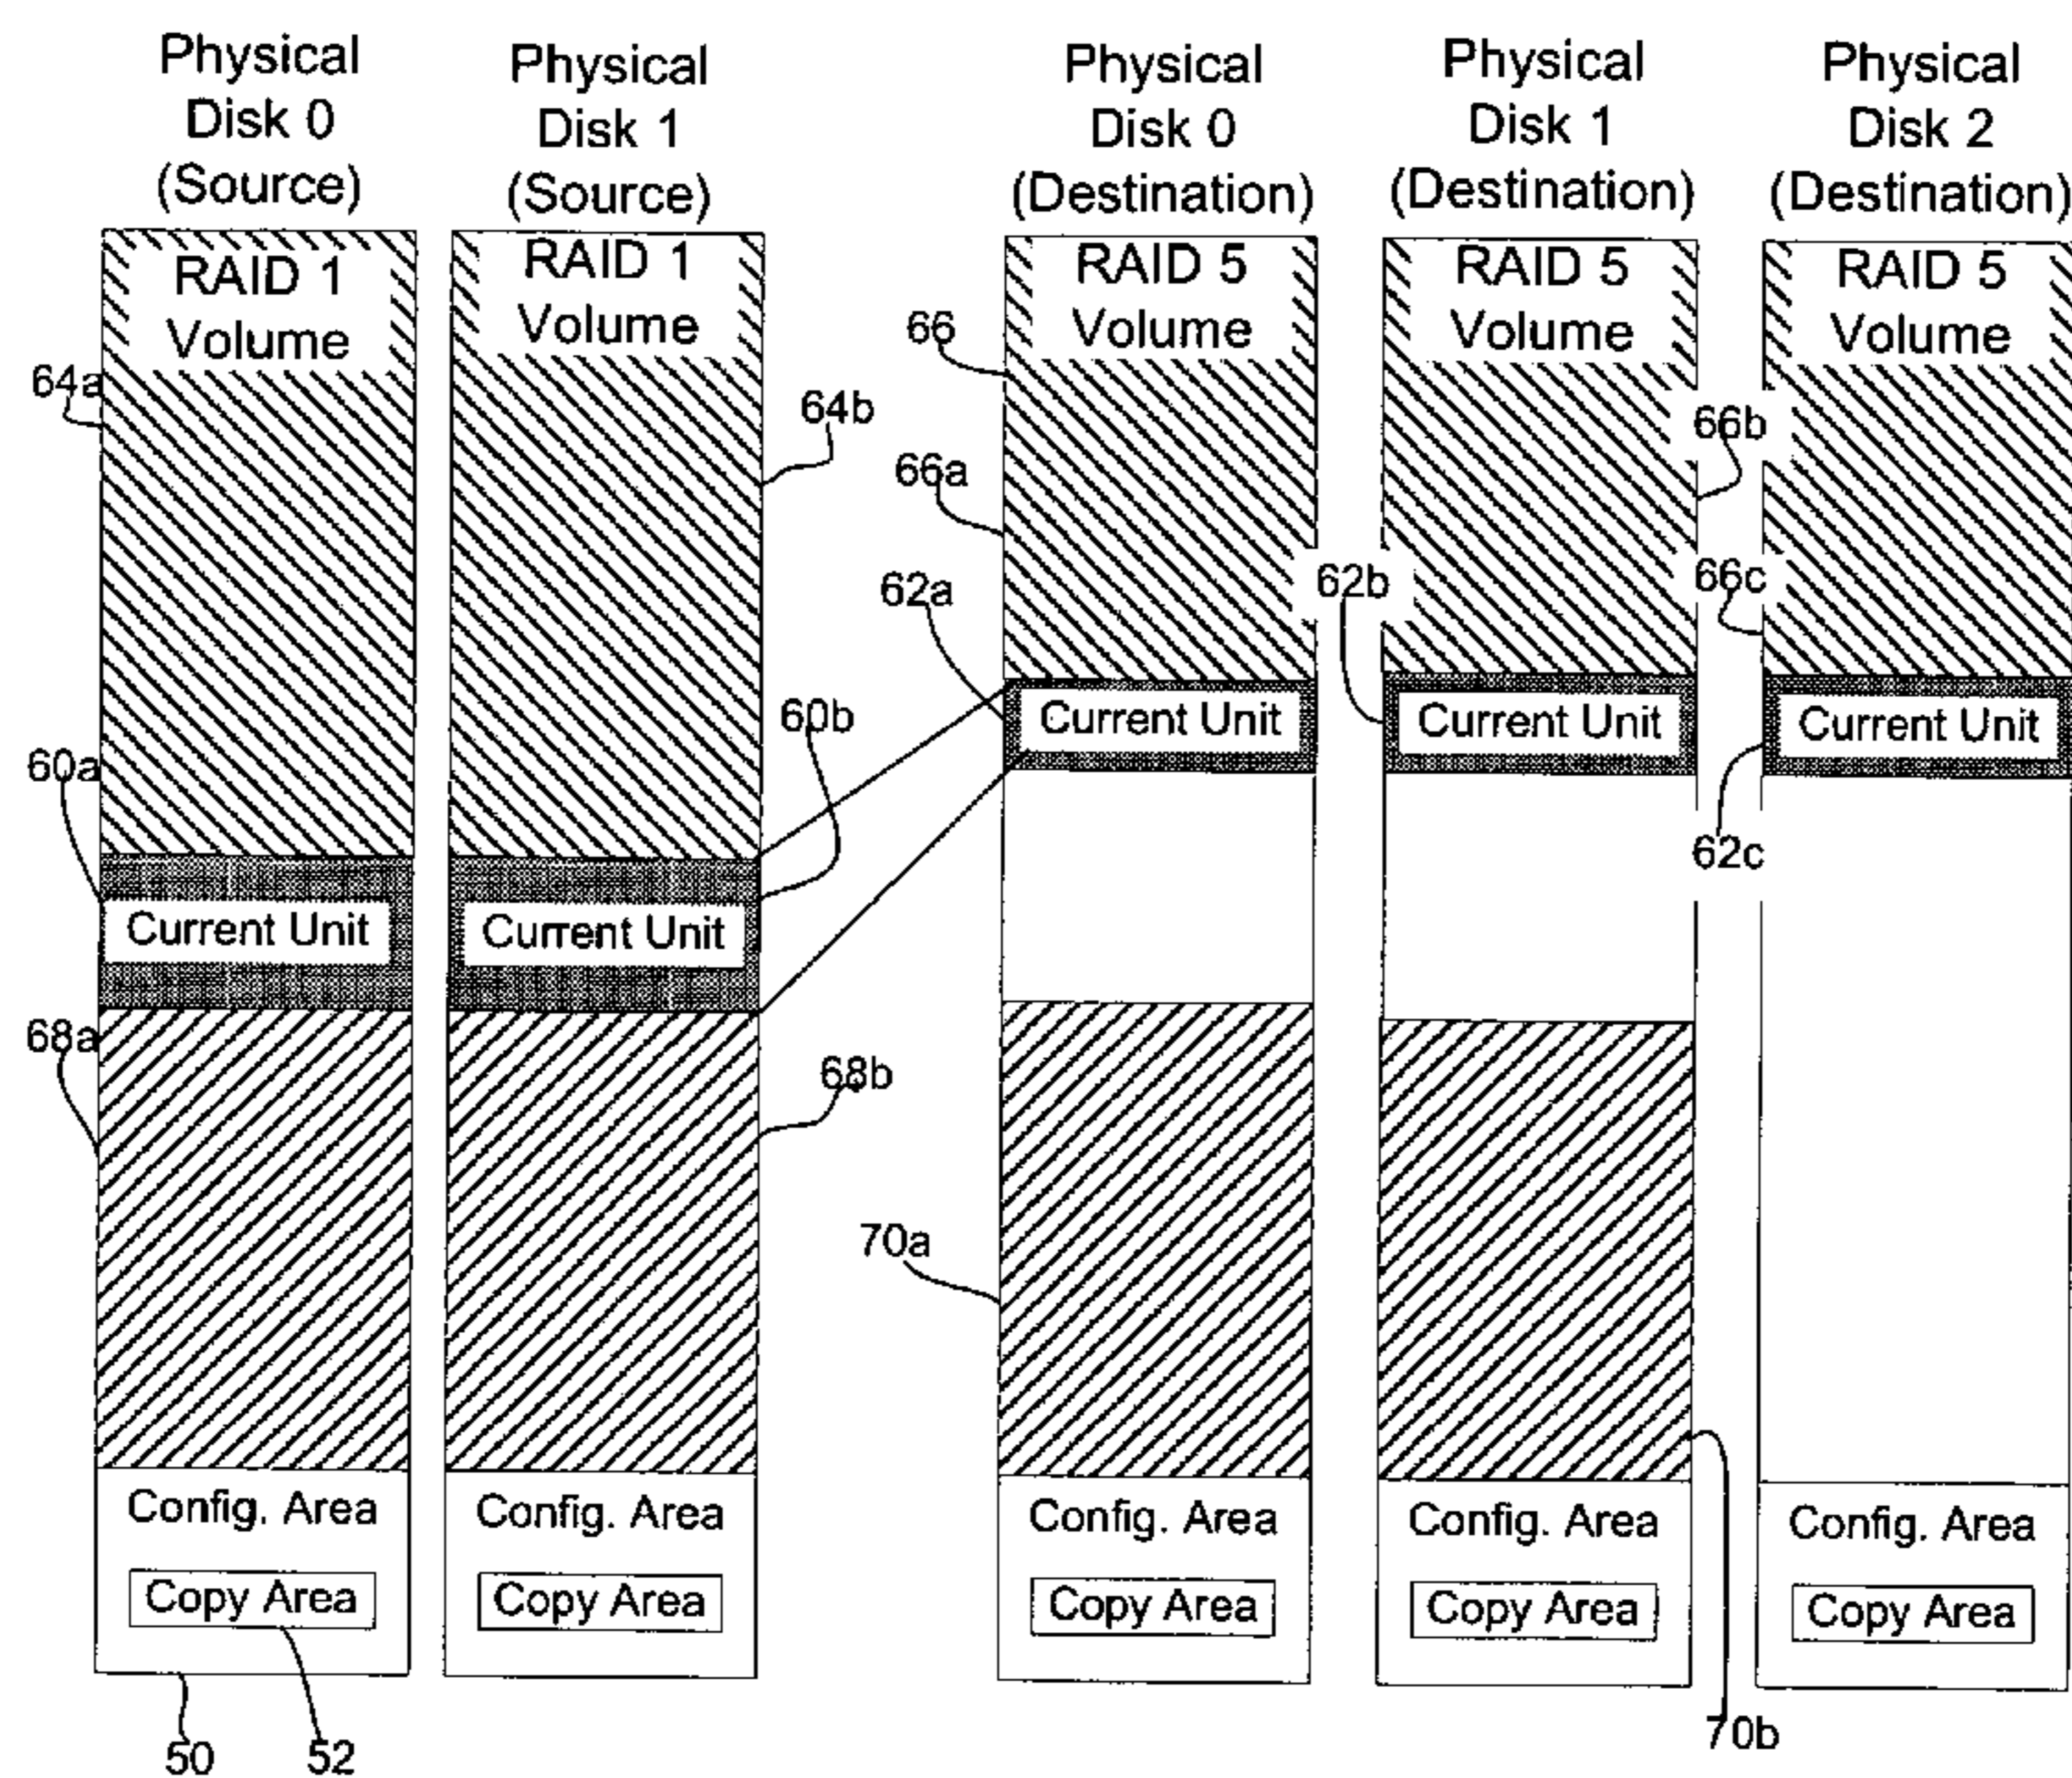 Physical
Disk 0
(Source)
Physical
Disk 1
(Source)
Physical
Disk 0
(Destination)
Physical
Disk 1
(Destination)
Physical
Disk 2
(Destination)
RAID 1
Volume
RAID 1
Volume
RAID 5
Volume
RAID 5
Volume
RAID 5
Volume
64a
64b
66
66a
66b
62a
62b
66c
60a
60b
62c
Current Unit
Current Unit
Current Unit
Current Unit
Current Unit
68a
68b
70a
70b
Config. Area
Copy Area
Config. Area
Copy Area
Config. Area
Copy Area
Config. Area
Copy Area
Config. Area
Copy Area
50
52